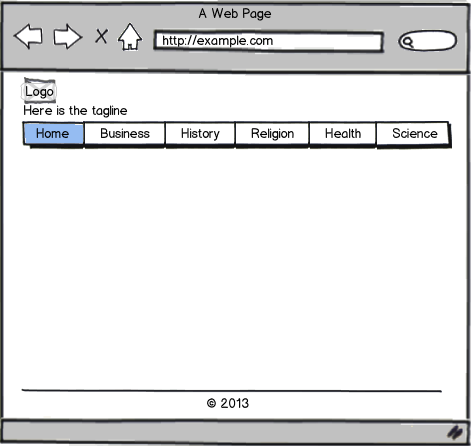 A Web Page
http://example.com
Logo
Here is the tagline
Home Business History Religion Health Science
© 2013